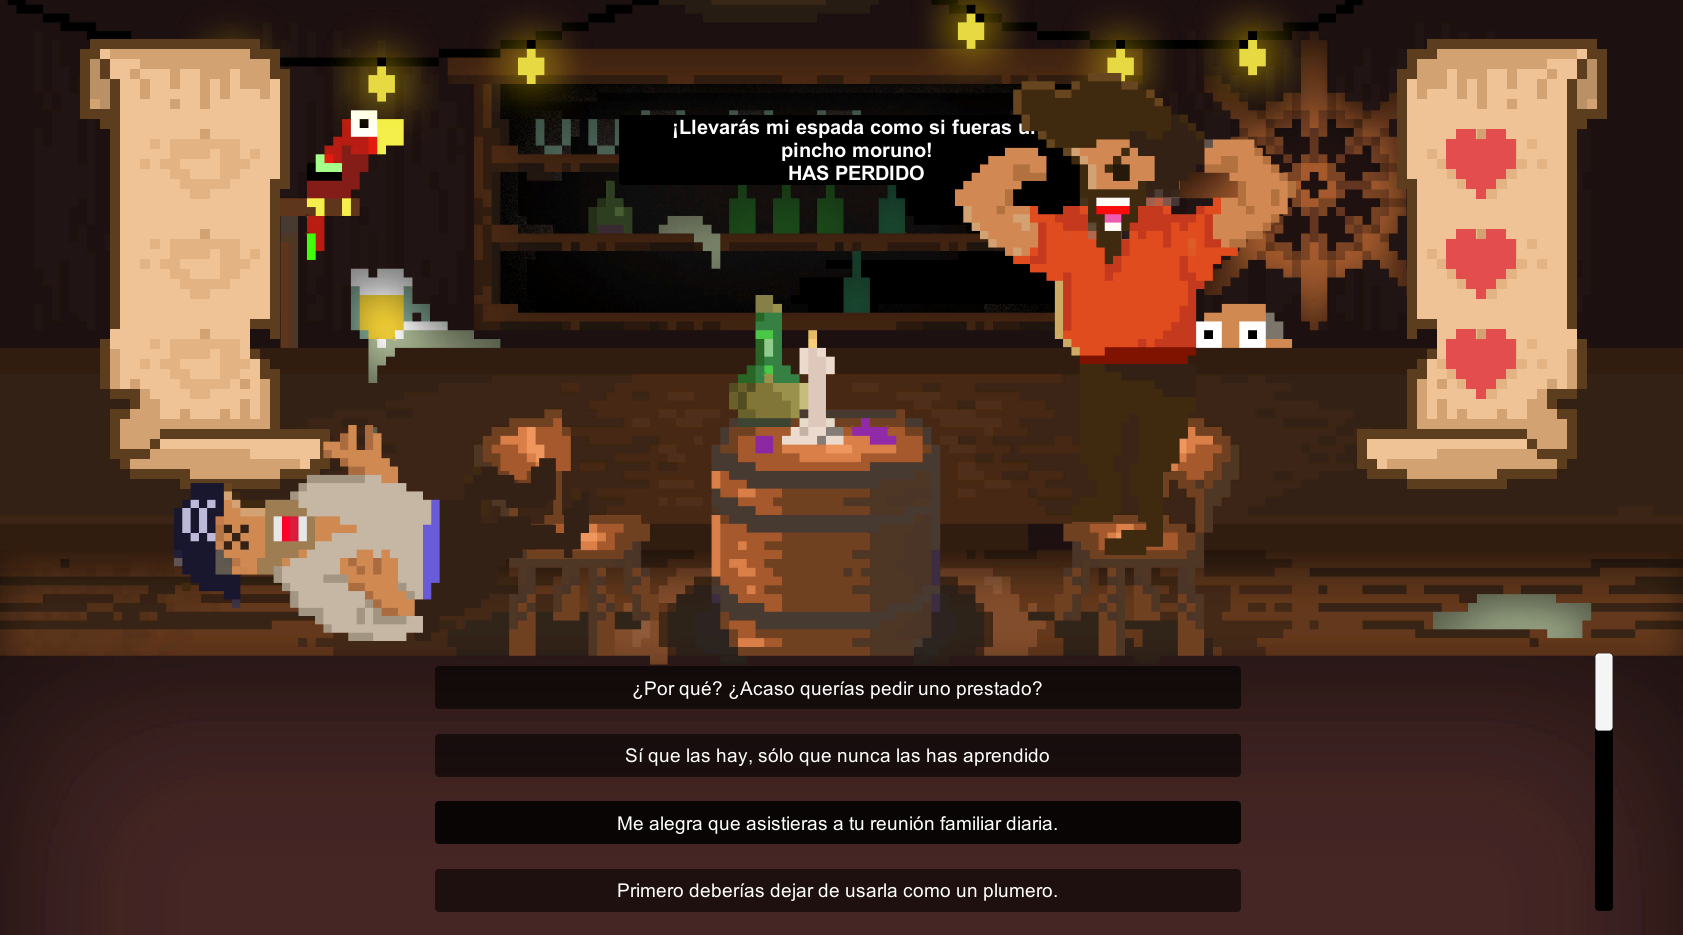 ¡Llevarás mi espada como si fueras
pincho moruno!
HAS PERDIDO
¿Por qué? ¿Acaso querías pedir uno prestado?
Sí que las hay, sólo que nunca las has aprendido
Me alegra que asistieras a tu reunión familiar diaria.
Primero deberías dejar de usarla como un plumero.